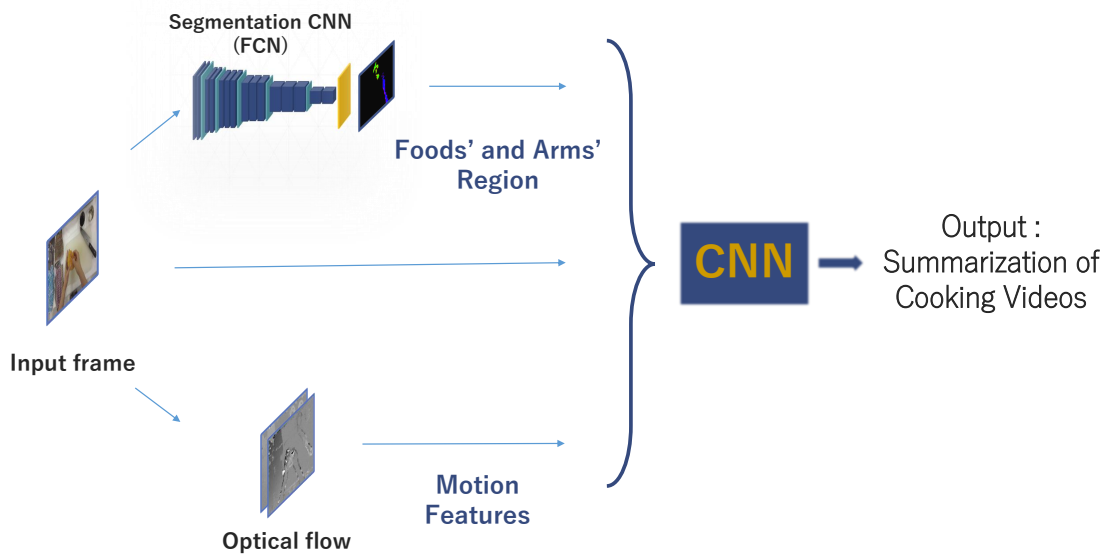 Segmentation CNN
(FCN)
Foods’ and Arms’
Region
Input frame
CNN
Output :
Summarization of
Cooking Videos
Motion
Features
Optical flow